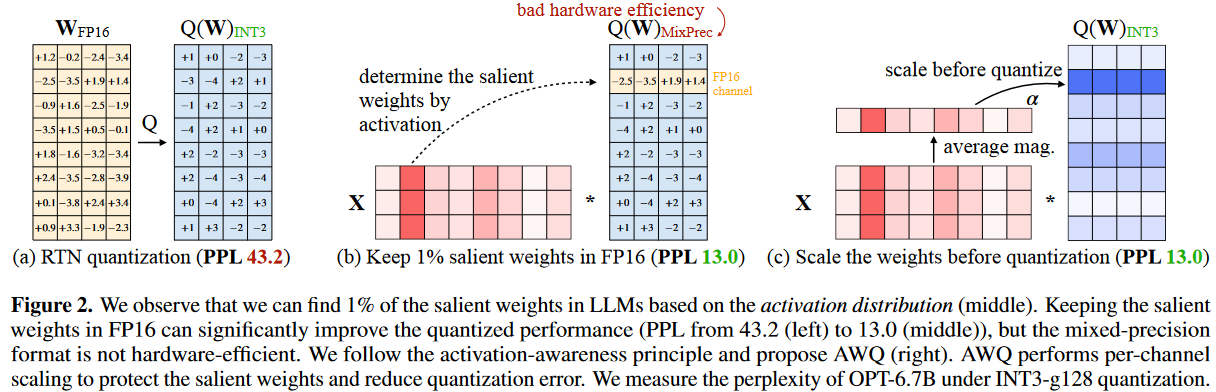 bad hardware efficiency
W_FP16
Q(W)_INT3
Q(W)_MixPrec
Q(W)_INT3
+1.2 −0.2 −2.4 −3.4
−2.5 −3.5 +1.9 +1.4
−0.9 +1.6 −2.5 −1.9
−3.5 +1.5 +0.5 −0.1
+1.8 −1.6 −3.2 −3.4
+2.4 −3.5 −2.8 −3.9
+0.1 −3.8 +2.4 +3.4
+0.9 +3.3 −1.9 −2.3
Q
+1 +0 −2 −3
−3 −4 +2 +1
−1 +2 −3 −2
−4 +2 +1 +0
+2 −2 −3 −3
+2 −4 −3 −4
+0 −4 +2 +3
+1 +3 −2 −2
determine the salient
weights by
activation
X
*
+1 +0 −2 −3
−2.5 −3.5 +1.9 +1.4
−1 +2 −3 −2
−4 +2 +1 +0
+2 −2 −3 −3
+2 −4 −3 −4
+0 −4 +2 +3
+1 +3 −2 −2
FP16
channel
scale before quantize
α
average mag.
X
*
(a) RTN quantization (PPL 43.2)
(b) Keep 1% salient weights in FP16 (PPL 13.0)
(c) Scale the weights before quantization (PPL 13.0)
Figure 2. We observe that we can find 1% of the salient weights in LLMs based on the activation distribution (middle). Keeping the salient
weights in FP16 can significantly improve the quantized performance (PPL from 43.2 (left) to 13.0 (middle)), but the mixed-precision
format is not hardware-efficient. We follow the activation-awareness principle and propose AWQ (right). AWQ performs per-channel
scaling to protect the salient weights and reduce quantization error. We measure the perplexity of OPT-6.7B under INT3-g128 quantization.